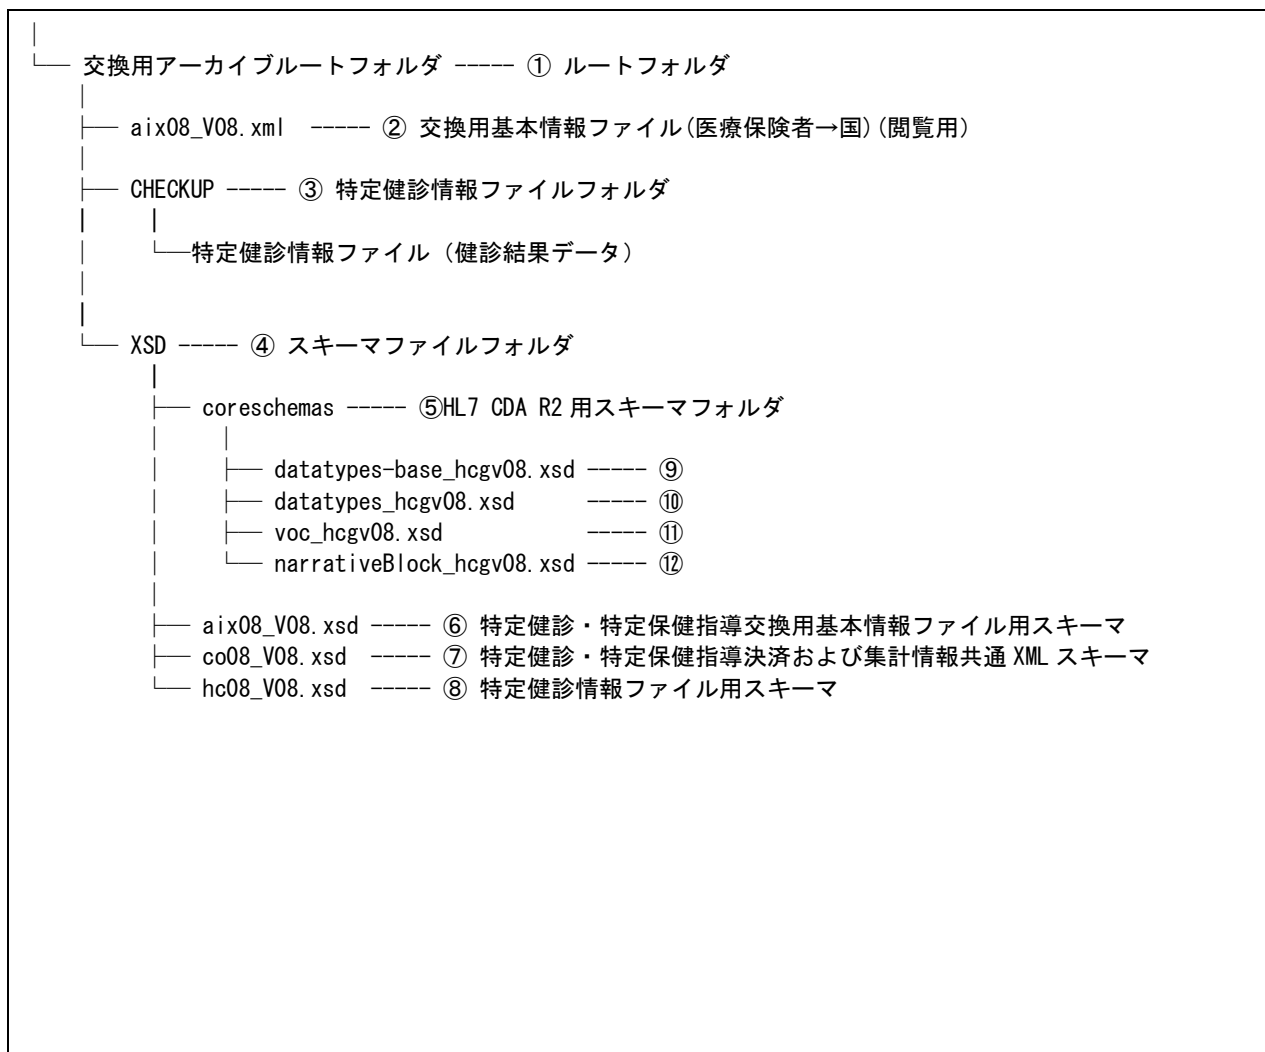 交換用アーカイブルートフォルダ ----- ① ルートフォルダ
aix08_V08.xml ----- ② 交換用基本情報ファイル(医療保険者→国)(閲覧用)
CHECKUP ----- ③ 特定健診情報ファイルフォルダ
特定健診情報ファイル（健診結果データ）
XSD ----- ④ スキーマファイルフォルダ
coreschemas ----- ⑤HL7 CDA R2 用スキーマフォルダ
datatypes-base_hcgv08.xsd ----- ⑨
datatypes_hcgv08.xsd ----- ⑩
voc_hcgv08.xsd ----- ⑪
narrativeBlock_hcgv08.xsd ----- ⑫
aix08_V08.xsd ----- ⑥ 特定健診・特定保健指導交換用基本情報ファイル用スキーマ
co08_V08.xsd ----- ⑦ 特定健診・特定保健指導決済および集計情報共通 XML スキーマ
hc08_V08.xsd ----- ⑧ 特定健診情報ファイル用スキーマ